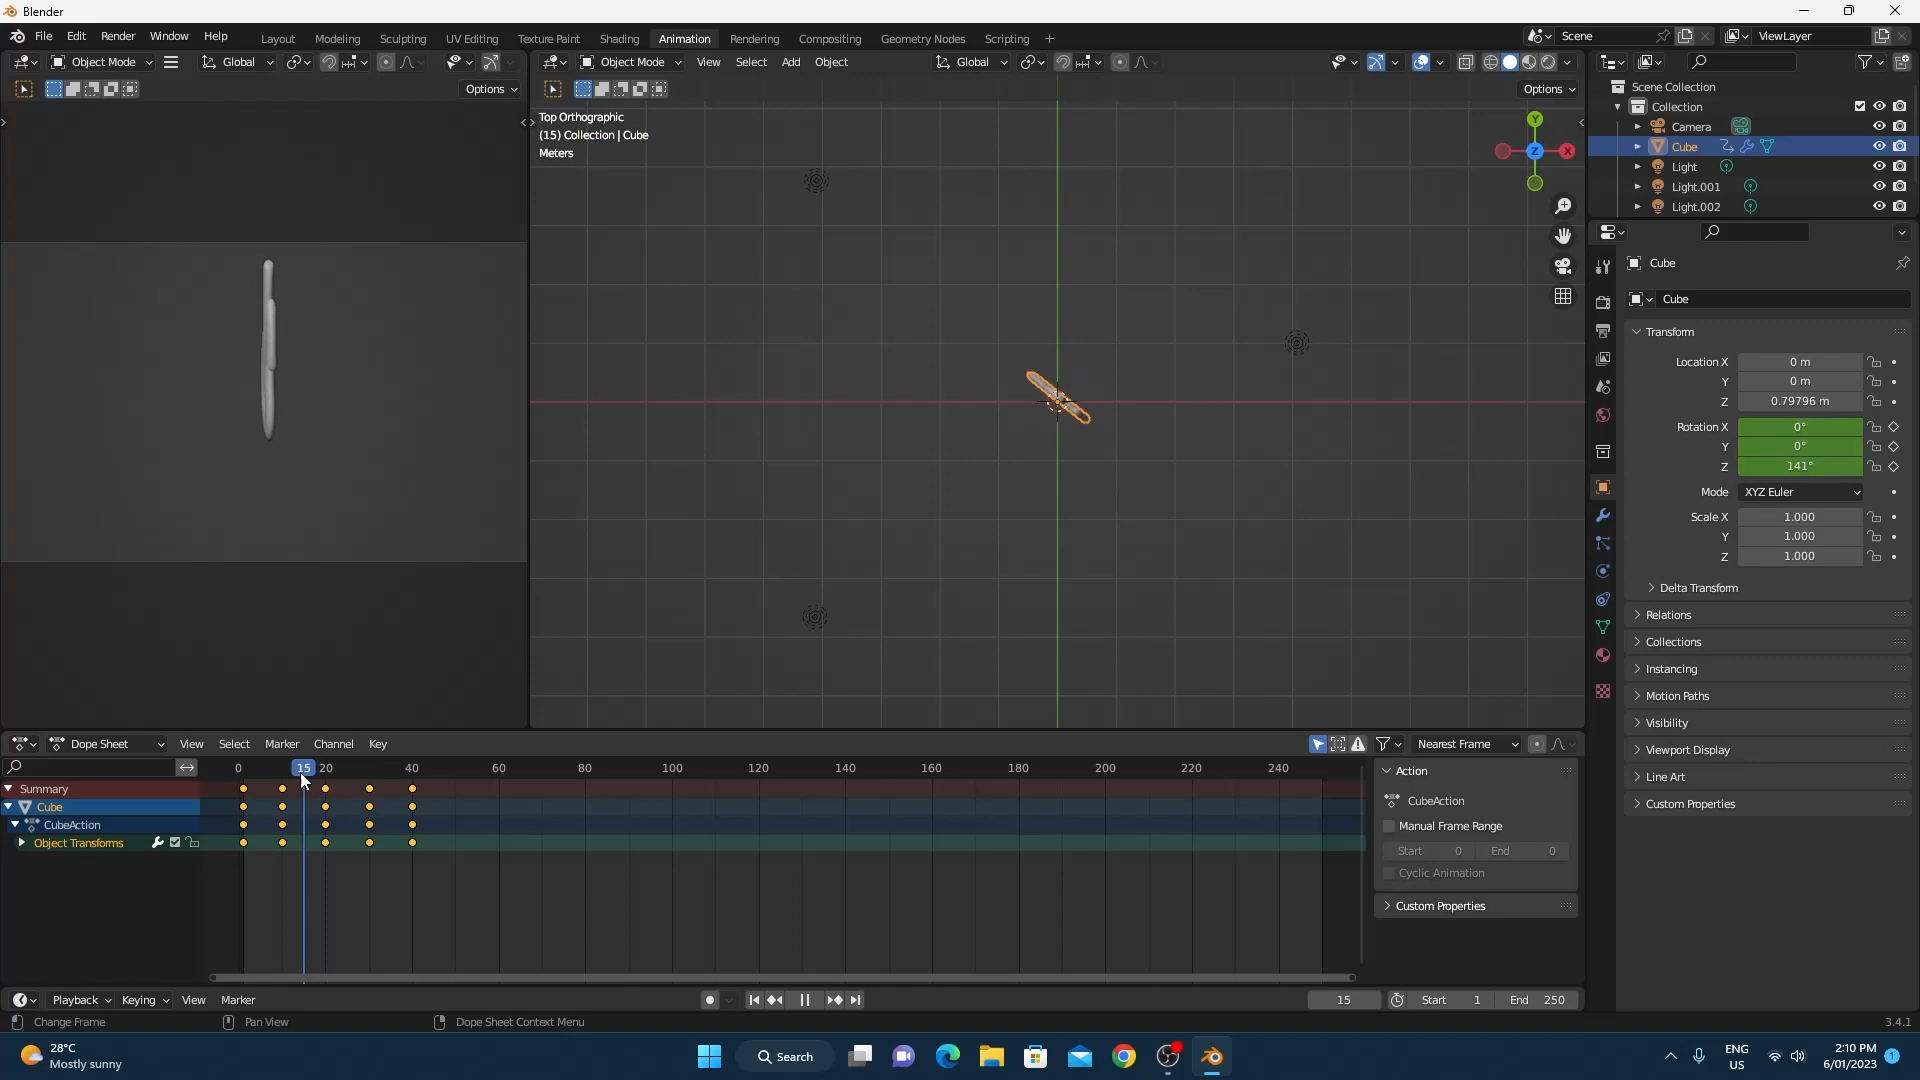 Blender
File Edit Render Window Help Layout Modeling Sculpting UV Editing Texture Paint Shading Animation Rendering Compositing Geometry Nodes Scripting + Scene ViewLayer
Object Mode Global Object Mode View Select Add Object Global
Options Options
Top Orthographic
(15) Collection | Cube
Meters
Y
X
Z
Scene Collection
Collection
Camera
Cube
Light
Light.001
Light.002
Cube
Cube
Transform
Location X 0 m
Y 0 m
Z 0.79796 m
Rotation X 0°
Y 0°
Z 141°
Mode XYZ Euler
Scale X 1.000
Y 1.000
Z 1.000
Delta Transform
Relations
Collections
Instancing
Motion Paths
Visibility
Viewport Display
Line Art
Custom Properties
Dope Sheet View Select Marker Channel Key Nearest Frame
0 15 20 40 60 80 100 120 140 160 180 200 220 240
Summary
Cube
CubeAction
Object Transforms
Action
CubeAction
Manual Frame Range
Start 0 End 0
Cyclic Animation
Custom Properties
Playback Keying View Marker 15 Start 1 End 250
Change Frame Pan View Dope Sheet Context Menu 3.4.1
28°C
Mostly sunny
Search
ENG
US
2:10 PM
6/01/2023
1